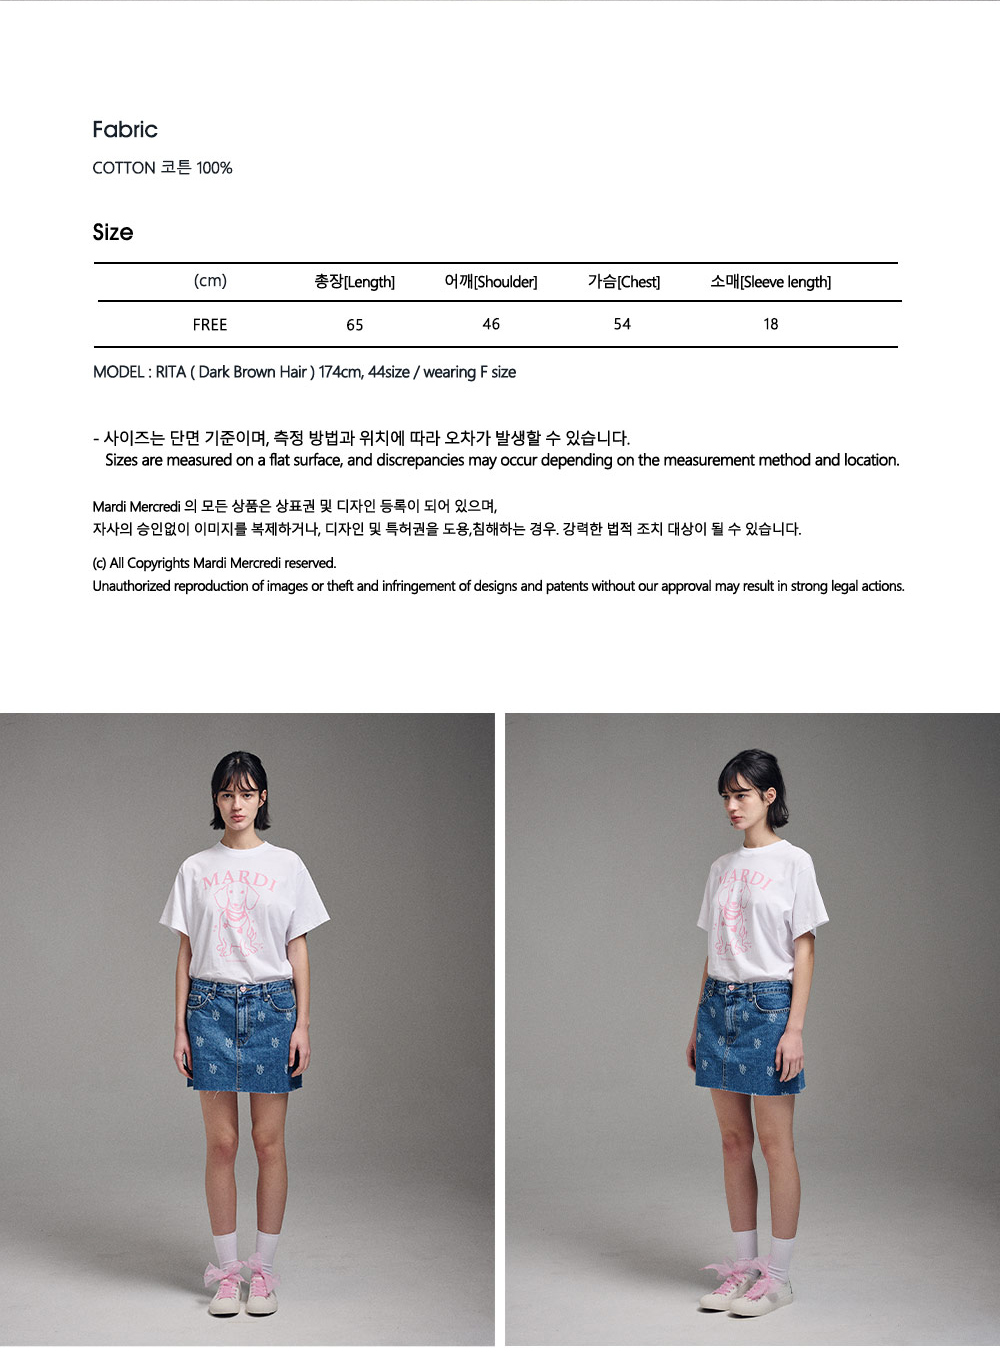 Fabric
COTTON 코튼 100%
Size
(cm) 총장[Length] 어깨[Shoulder] 가슴[Chest] 소매[Sleeve length]
FREE 65 46 54 18
MODEL : RITA ( Dark Brown Hair ) 174cm, 44size / wearing F size
- 사이즈는 단면 기준이며, 측정 방법과 위치에 따라 오차가 발생할 수 있습니다.
Sizes are measured on a flat surface, and discrepancies may occur depending on the measurement method and location.
Mardi Mercredi 의 모든 상품은 상표권 및 디자인 등록이 되어 있으며,
자사의 승인없이 이미지를 복제하거나, 디자인 및 특허권을 도용,침해하는 경우. 강력한 법적 조치 대상이 될 수 있습니다.
(c) All Copyrights Mardi Mercredi reserved.
Unauthorized reproduction of images or theft and infringement of designs and patents without our approval may result in strong legal actions.
MARDI
MARDI